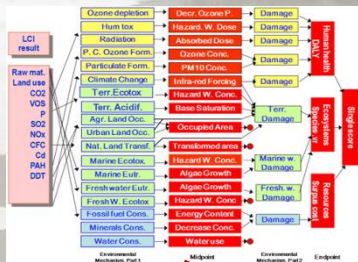 LCI
result
Raw mat.
Land use
CO2
VOS
P
SO2
NOx
CFC
Cd
PAH
DDT
Ozone depletion
Hum tox
Radiation
P. C. Ozone Form.
Particulate Form.
Climate Change
Terr.Ecotox
Terr. Acidif.
Agr. Land Occ.
Urban Land Occ.
Nat. Land Transf.
Marine Ecotox.
Marine Eutr.
Freshwater Eutr.
Fresh W. Ecotox
Fossil fuel Cons.
Minerals Cons.
Water Cons.
Decr. Ozone P.
Hazard. W. Dose
Absorbed Dose
Ozone Conc.
PM10 Conc.
Infra-red Forcing
Hazard W. Conc.
Base Saturation
Occupied Area
Transformed area
Hazard W. Conc.
Algae Growth
Algae Growth
Hazard W. Conc
Energy Content
Decrease Conc.
Water use
Damage
Damage
Damage
Damage
Damage
Damage
Terr.
Damage
Marine w.
Damage
Fresh. w.
Damage
Damage
Human health
DALY
Ecosystems
Species.yr
Resources
Surpus cost
Single score
Environmental
Mechanism, Part 1
Midpoint
Environmental
Mechanism, Part 2
Endpoint